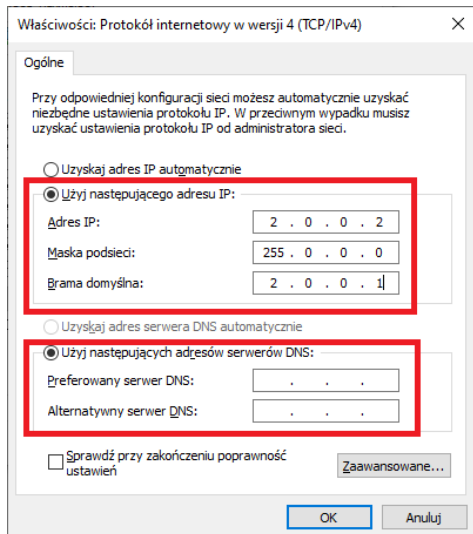 Właściwości: Protokół internetowy w wersji 4 (TCP/IPv4)
Ogólne
Przy odpowiedniej konfiguracji sieci możesz automatycznie uzyskać
niezbędne ustawienia protokołu IP. W przeciwnym wypadku musisz
uzyskać ustawienia protokołu IP od administratora sieci.
Uzyskaj adres IP automatycznie
Użyj następującego adresu IP:
Adres IP: 2 . 0 . 0 . 2
Maska podsieci: 255 . 0 . 0 . 0
Brama domyślna: 2 . 0 . 0 . 1
Uzyskaj adres serwera DNS automatycznie
Użyj następujących adresów serwerów DNS:
Preferowany serwer DNS: . . .
Alternatywny serwer DNS: . . .
Sprawdź przy zakończeniu poprawność
ustawień
Zaawansowane...
OK Anuluj